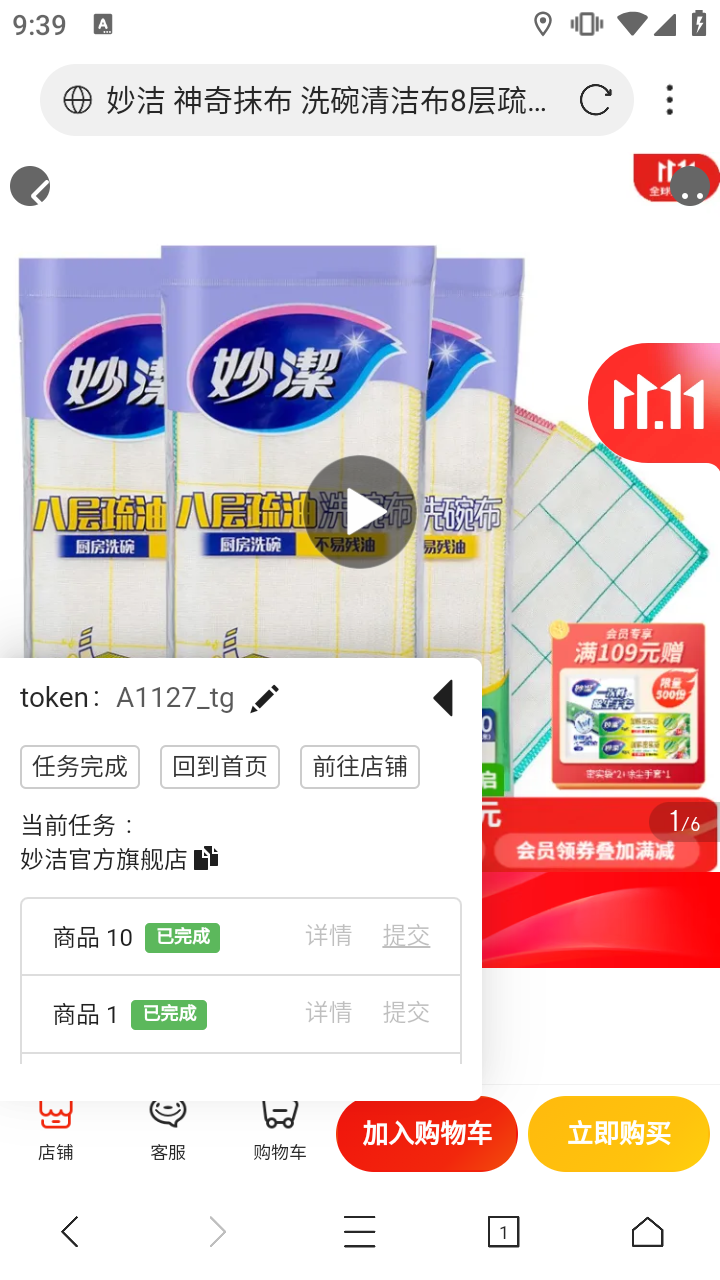 9:39
A
妙洁 神奇抹布 洗碗清洁布8层疏...
11.11
妙潔
妙潔
八层疏油
八层疏油洗碗布
洗碗布
厨房洗碗
厨房洗碗
不易残油
易残油
11.11
会员专享
满109元赠
限量
500份
妙潔
token： A1127_tg
任务完成
回到首页
前往店铺
当前任务 ：
妙洁官方旗舰店
元
1/6
会员领券叠加满减
商品 10 已完成 详情 提交
商品 1 已完成 详情 提交
店铺
客服
购物车
加入购物车
立即购买
1